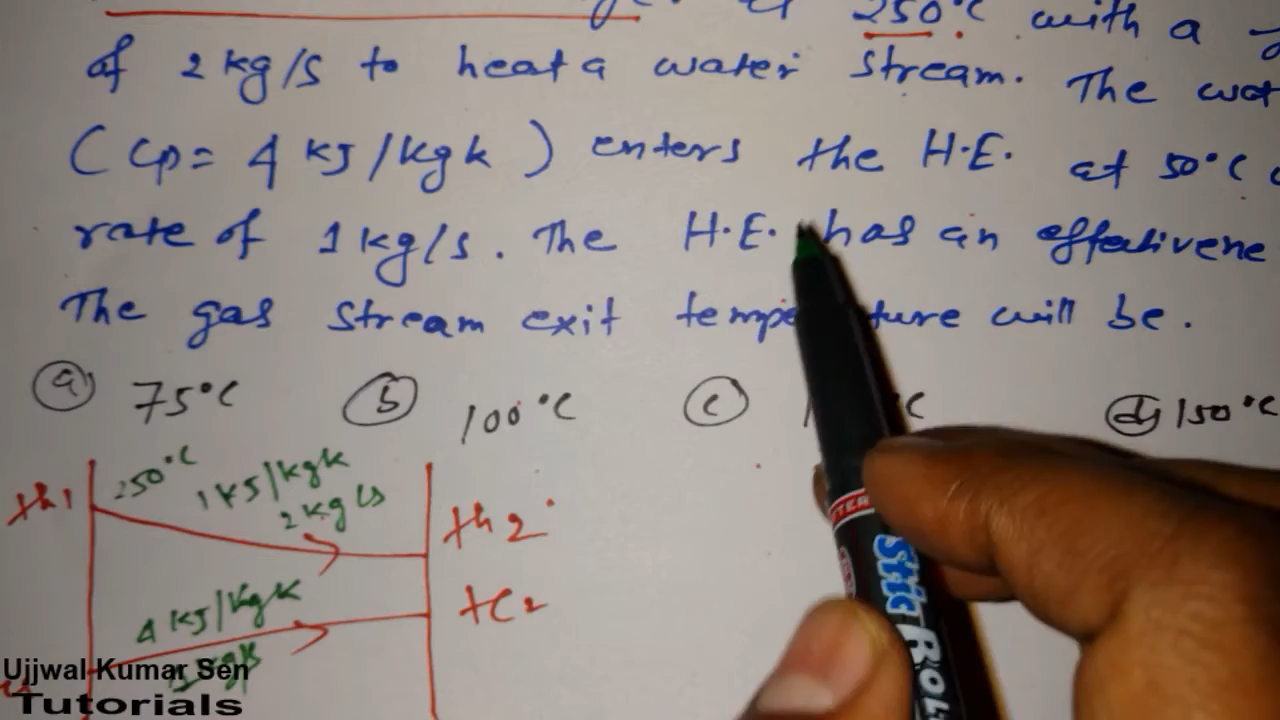 250°C with a
of 2 kg/s to heat a water stream. The
(Cp = 4 KJ/kgk) enters the H.E. at 50°C
rate of 1 kg/s. The H.E. has an
The gas stream exit will be.
(a) 75°C (b) 100°C (c) (d) 150°C
250°C
1 KJ/kgk
2 kg/s
th1
th2
tc2
4 KJ/kgk
Ujjwal Kumar Sen
Tutorials
STIC ROL